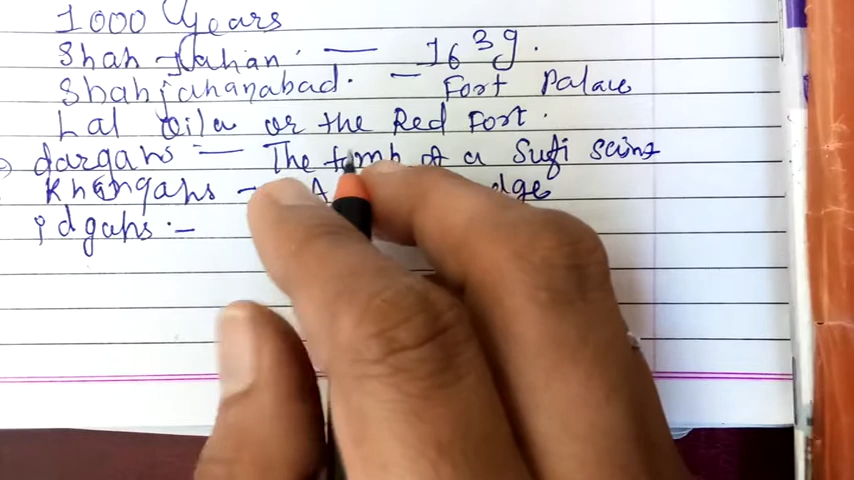 1000 Years
Shah Jahan. — 1639.
Shahjahanabad. — Fort Palace
Lal Qila or the Red Fort.
dargahs — The tomb of a Sufi saint
Khanqahs — A
idgahs :-